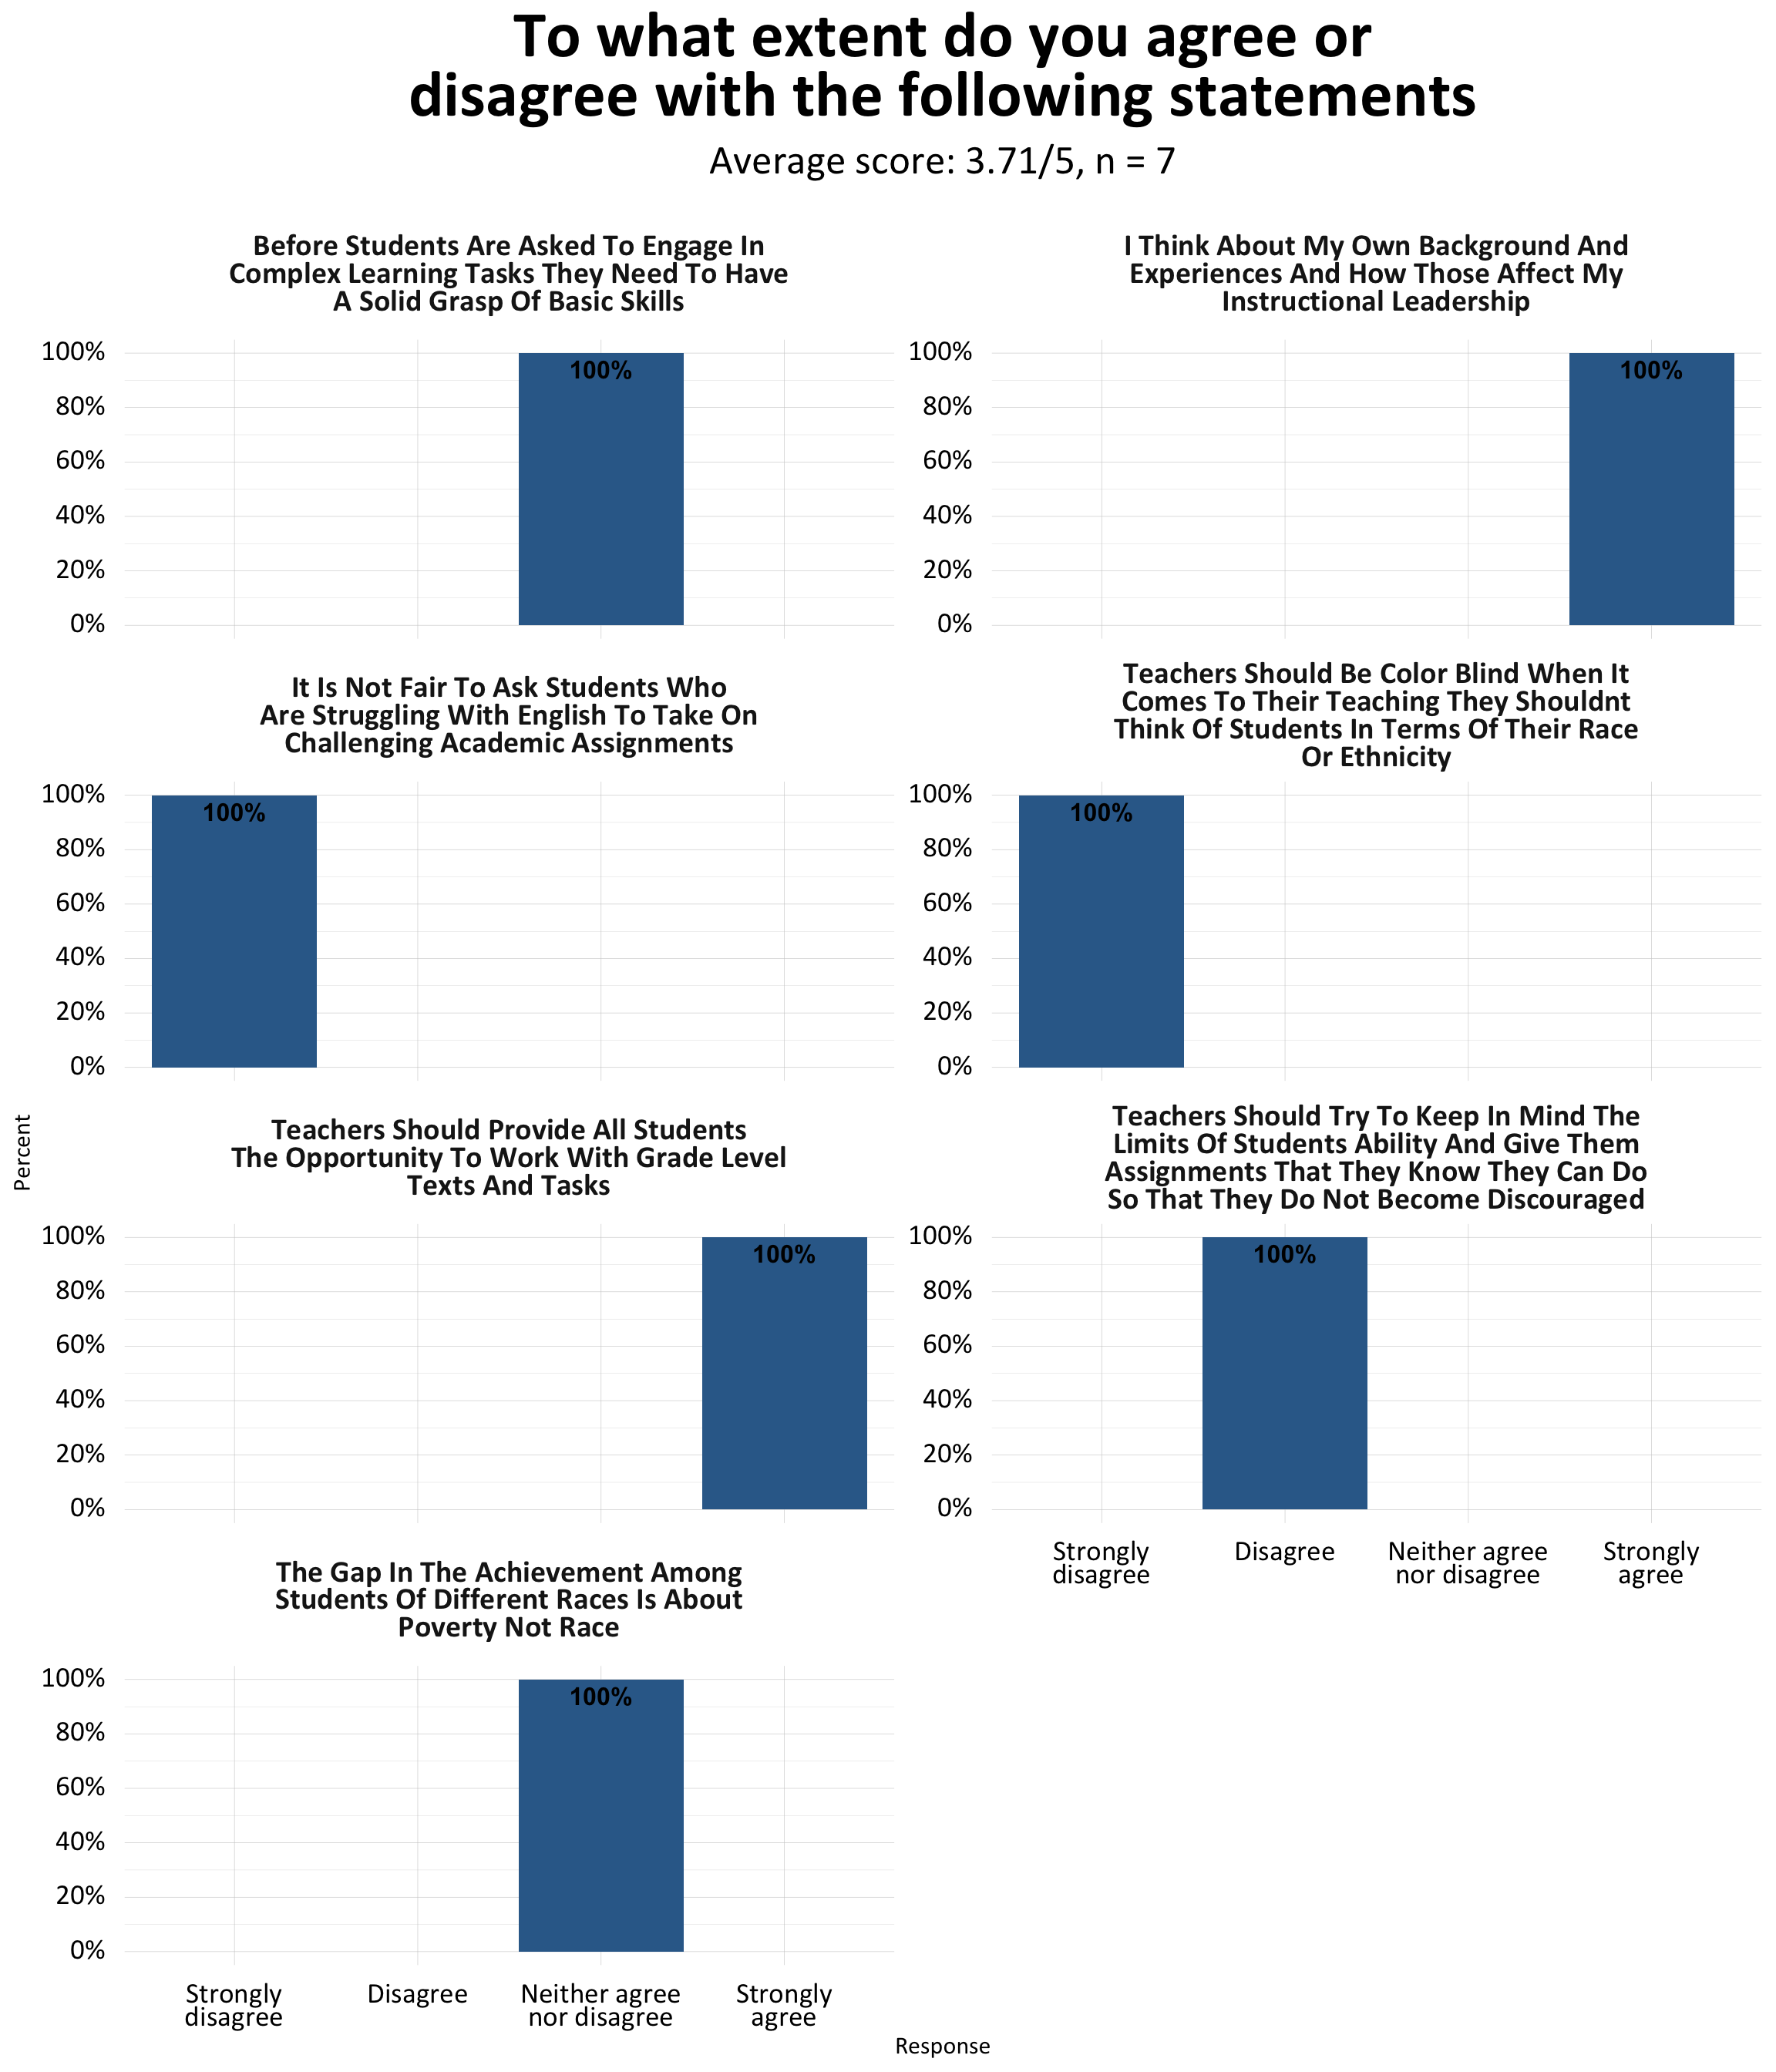 To what extent do you agree or
disagree with the following statements
Average score: 3.71/5, n = 7
Before Students Are Asked To Engage In
Complex Learning Tasks They Need To Have
A Solid Grasp Of Basic Skills
100%
80%
60%
40%
20%
0%
100%
I Think About My Own Background And
Experiences And How Those Affect My
Instructional Leadership
100%
80%
60%
40%
20%
0%
100%
It Is Not Fair To Ask Students Who
Are Struggling With English To Take On
Challenging Academic Assignments
100%
80%
60%
40%
20%
0%
100%
Teachers Should Be Color Blind When It
Comes To Their Teaching They Shouldnt
Think Of Students In Terms Of Their Race
Or Ethnicity
100%
80%
60%
40%
20%
0%
100%
Percent
Teachers Should Provide All Students
The Opportunity To Work With Grade Level
Texts And Tasks
100%
80%
60%
40%
20%
0%
100%
Teachers Should Try To Keep In Mind The
Limits Of Students Ability And Give Them
Assignments That They Know They Can Do
So That They Do Not Become Discouraged
100%
80%
60%
40%
20%
0%
100%
Strongly
disagree
Disagree
Neither agree
nor disagree
Strongly
agree
The Gap In The Achievement Among
Students Of Different Races Is About
Poverty Not Race
100%
80%
60%
40%
20%
0%
100%
Strongly
disagree
Disagree
Neither agree
nor disagree
Strongly
agree
Response